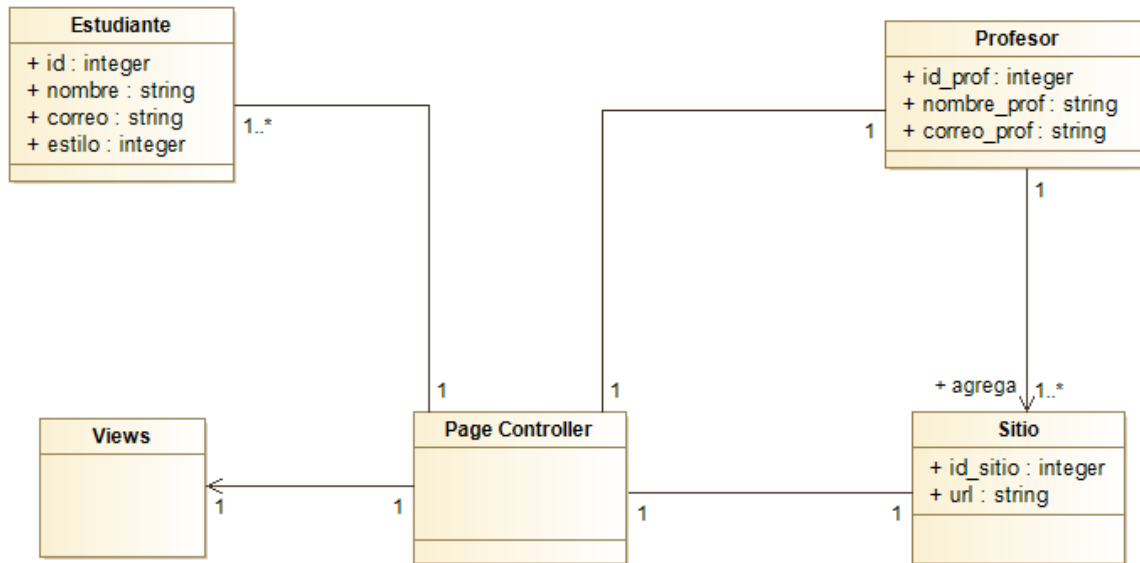 Estudiante
+ id : integer
+ nombre : string
+ correo : string
+ estilo : integer
1..*
Profesor
+ id_prof : integer
+ nombre_prof : string
+ correo_prof : string
1
1
1
1
+ agrega
1..*
Views
1
1
Page Controller
1
1
Sitio
+ id_sitio : integer
+ url : string